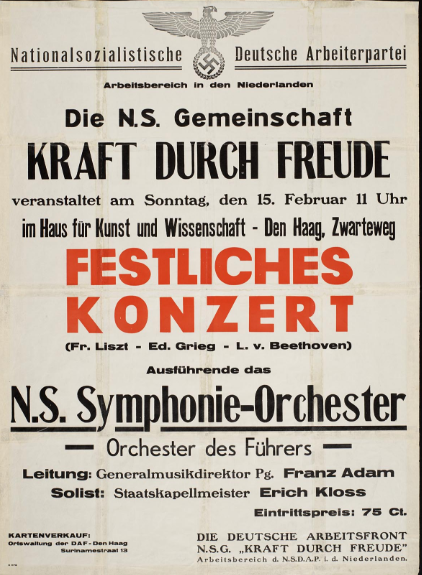 Nationalsozialistische Deutsche Arbeiterpartei
Arbeitsbereich in den Niederlanden
Die N.S. Gemeinschaft
KRAFT DURCH FREUDE
veranstaltet am Sonntag, den 15. Februar 11 Uhr
im Haus für Kunst und Wissenschaft - Den Haag, Zwarteweg
FESTLICHES
KONZERT
(Fr. Liszt - Ed. Grieg - L. v. Beethoven)
Ausführende das
N.S. Symphonie-Orchester
— Orchester des Führers —
Leitung: Generalmusikdirektor Pg. Franz Adam
Solist: Staatskapellmeister Erich Kloss
Eintrittspreis: 75 Ct.
KARTENVERKAUF:
Ortswaltung der DAF - Den Haag
Surinamestraat 13
DIE DEUTSCHE ARBEITSFRONT
N.S.G. „KRAFT DURCH FREUDE"
Arbeitsbereich d. N.S.D.A.P. i. d. Niederlanden.